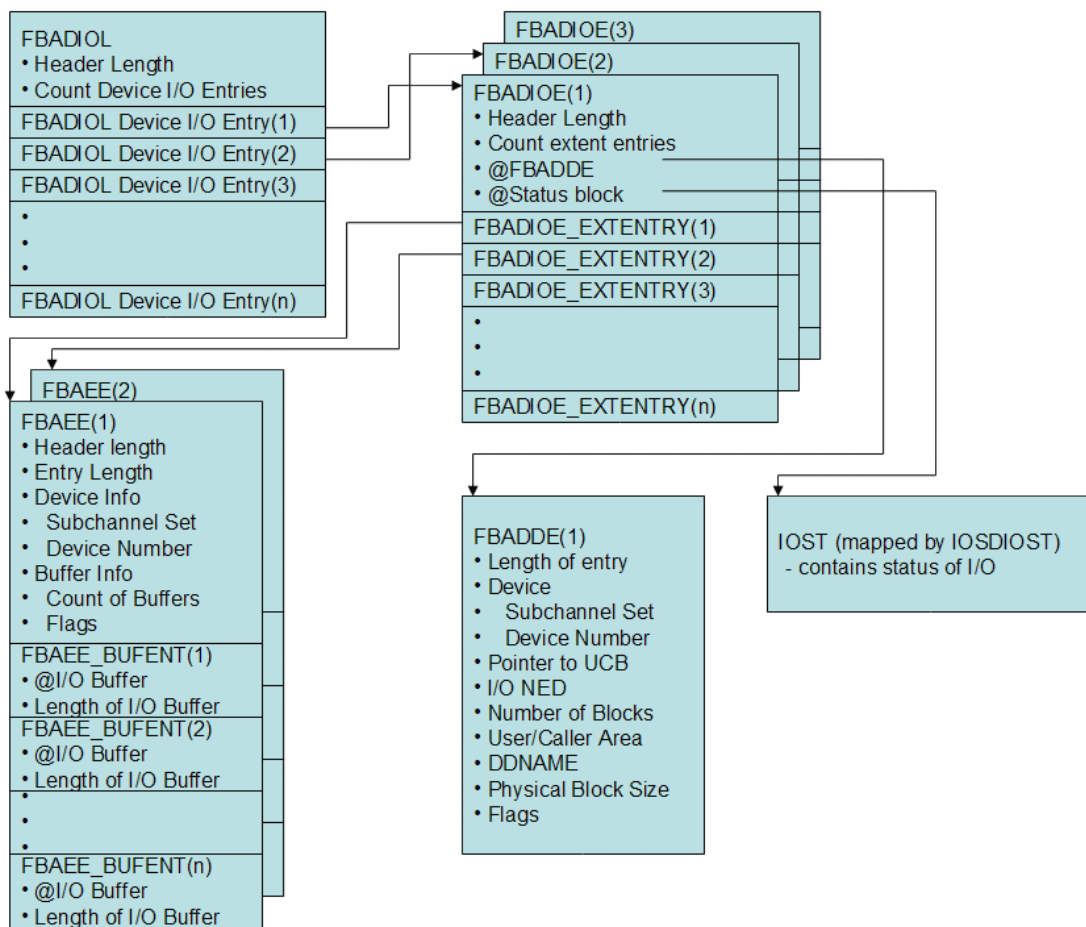 FBADIOL
• Header Length
• Count Device I/O Entries
FBADIOL Device I/O Entry(1)
FBADIOL Device I/O Entry(2)
FBADIOL Device I/O Entry(3)
•
•
•
FBADIOL Device I/O Entry(n)
FBADIOE(3)
FBADIOE(2)
FBADIOE(1)
• Header Length
• Count extent entries
• @FBADDE
• @Status block
FBADIOE_EXTENTRY(1)
FBADIOE_EXTENTRY(2)
FBADIOE_EXTENTRY(3)
•
•
•
FBADIOE_EXTENTRY(n)
FBAEE(2)
FBAEE(1)
• Header length
• Entry Length
• Device Info
• Subchannel Set
• Device Number
• Buffer Info
• Count of Buffers
• Flags
FBAEE_BUFENT(1)
• @I/O Buffer
• Length of I/O Buffer
FBAEE_BUFENT(2)
• @I/O Buffer
• Length of I/O Buffer
•
•
•
FBAEE_BUFENT(n)
• @I/O Buffer
• Length of I/O Buffer
FBADDE(1)
• Length of entry
• Device
• Subchannel Set
• Device Number
• Pointer to UCB
• I/O NED
• Number of Blocks
• User/Caller Area
• DDNAME
• Physical Block Size
• Flags
IOST (mapped by IOSDIOST)
- contains status of I/O